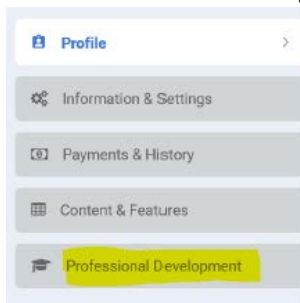 Profile
Information & Settings
Payments & History
Content & Features
Professional Development